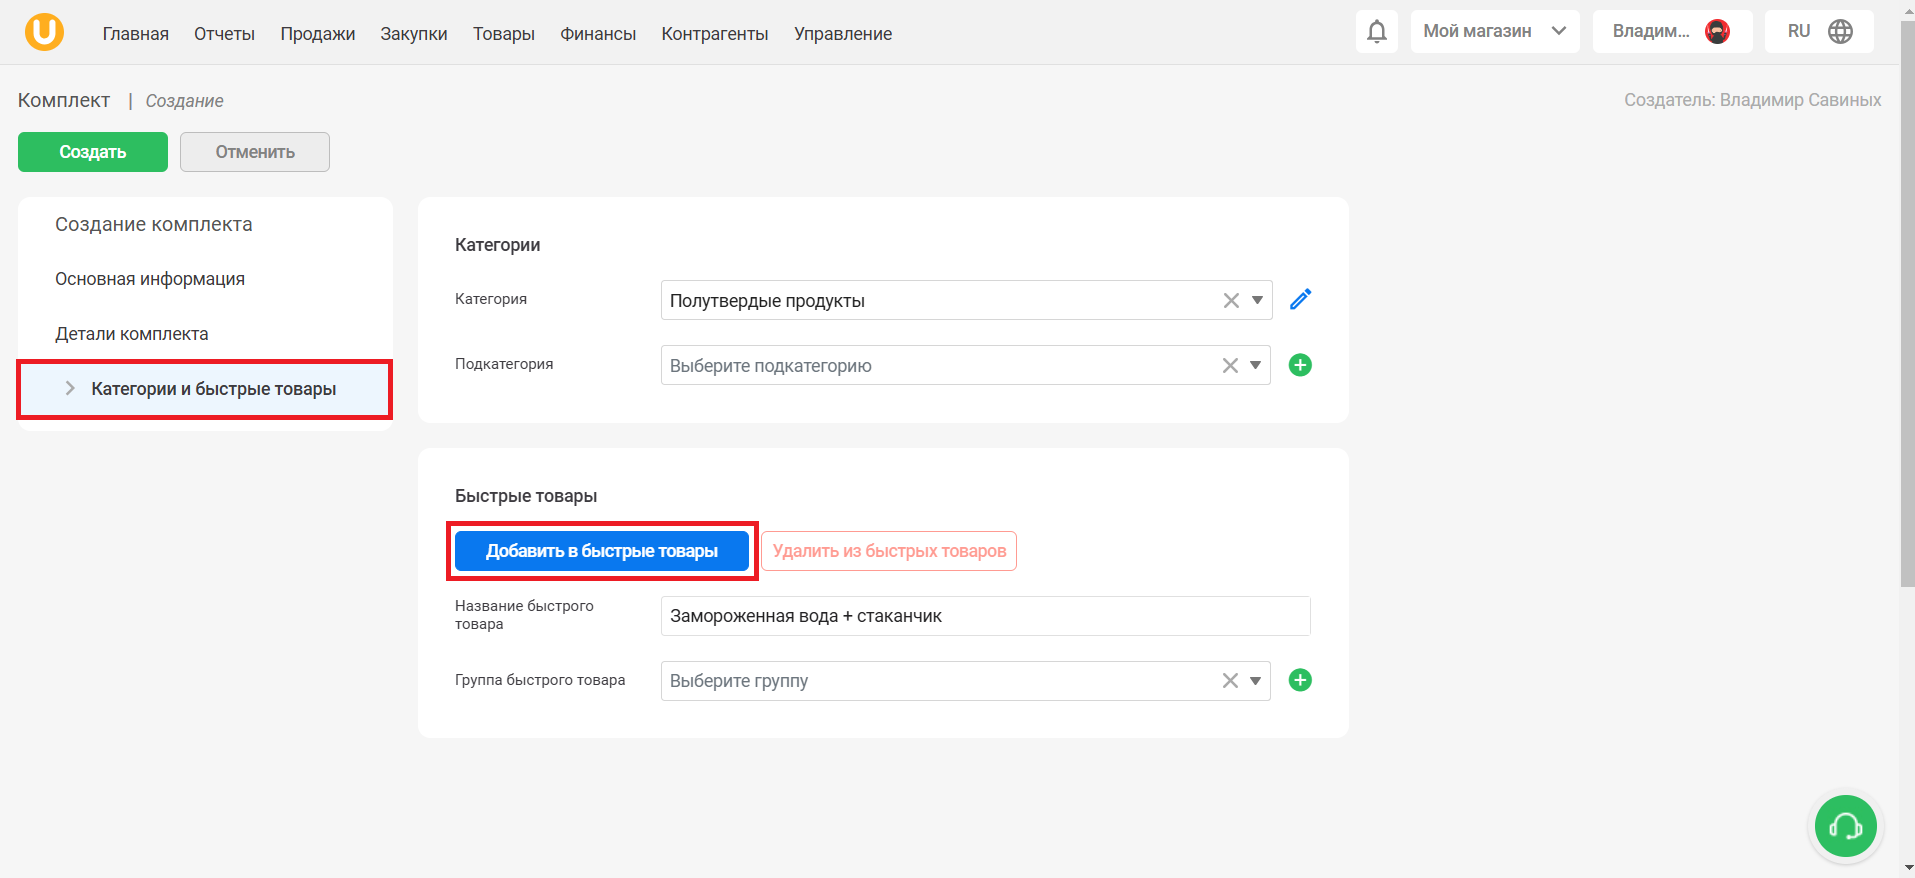 Главная Отчеты Продажи Закупки Товары Финансы Контрагенты Управление Мой магазин Владим... RU
Комплект | Создание Создатель: Владимир Савиных
Создать Отменить
Создание комплекта
Основная информация
Детали комплекта
Категории и быстрые товары
Категории
Категория Полутвердые продукты
Подкатегория Выберите подкатегорию
Быстрые товары
Добавить в быстрые товары Удалить из быстрых товаров
Название быстрого
товара
Замороженная вода + стаканчик
Группа быстрого товара Выберите группу